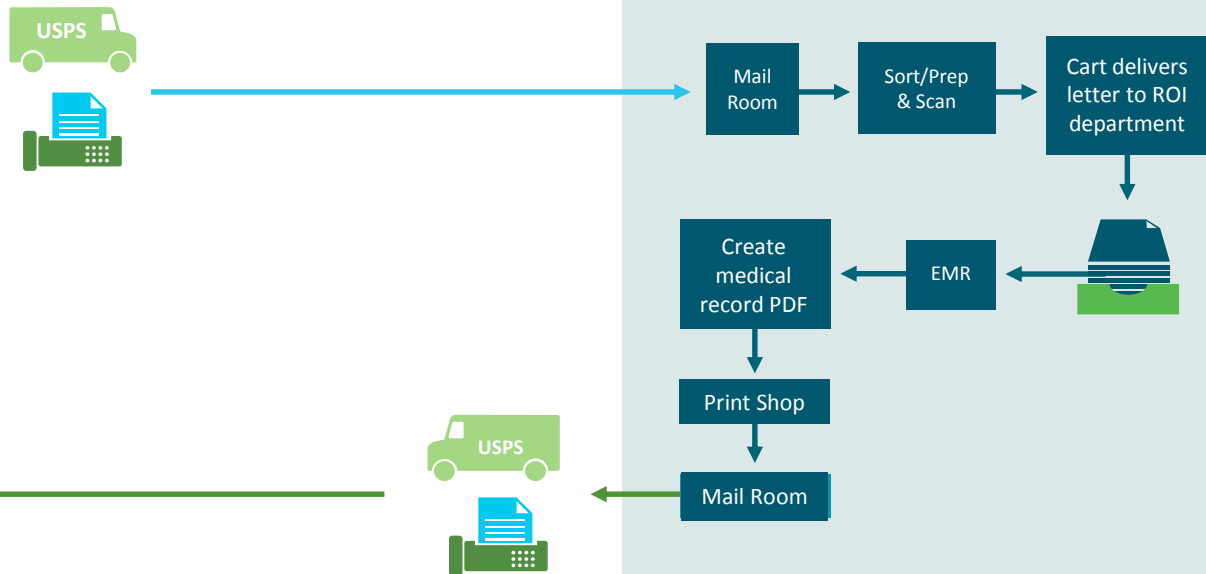 USPS
Mail
Room
Sort/Prep
& Scan
Cart delivers
letter to ROI
department
EMR
Create
medical
record PDF
Print Shop
USPS
Mail Room